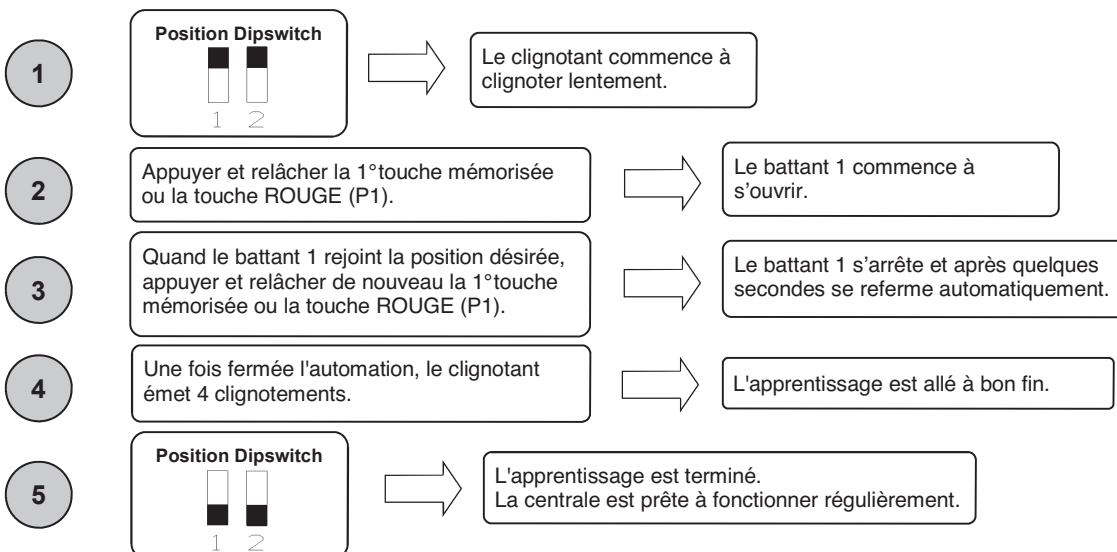 1
Position Dipswitch
1 2
Le clignotant commence à
clignoter lentement.
2
Appuyer et relâcher la 1°touche mémorisée
ou la touche ROUGE (P1).
Le battant 1 commence à
s’ouvrir.
3
Quand le battant 1 rejoint la position désirée,
appuyer et relâcher de nouveau la 1°touche
mémorisée ou la touche ROUGE (P1).
Le battant 1 s’arrête et après quelques
secondes se referme automatiquement.
4
Une fois fermée l'automation, le clignotant
émet 4 clignotements.
L'apprentissage est allé à bon fin.
5
Position Dipswitch
1 2
L'apprentissage est terminé.
La centrale est prête à fonctionner régulièrement.